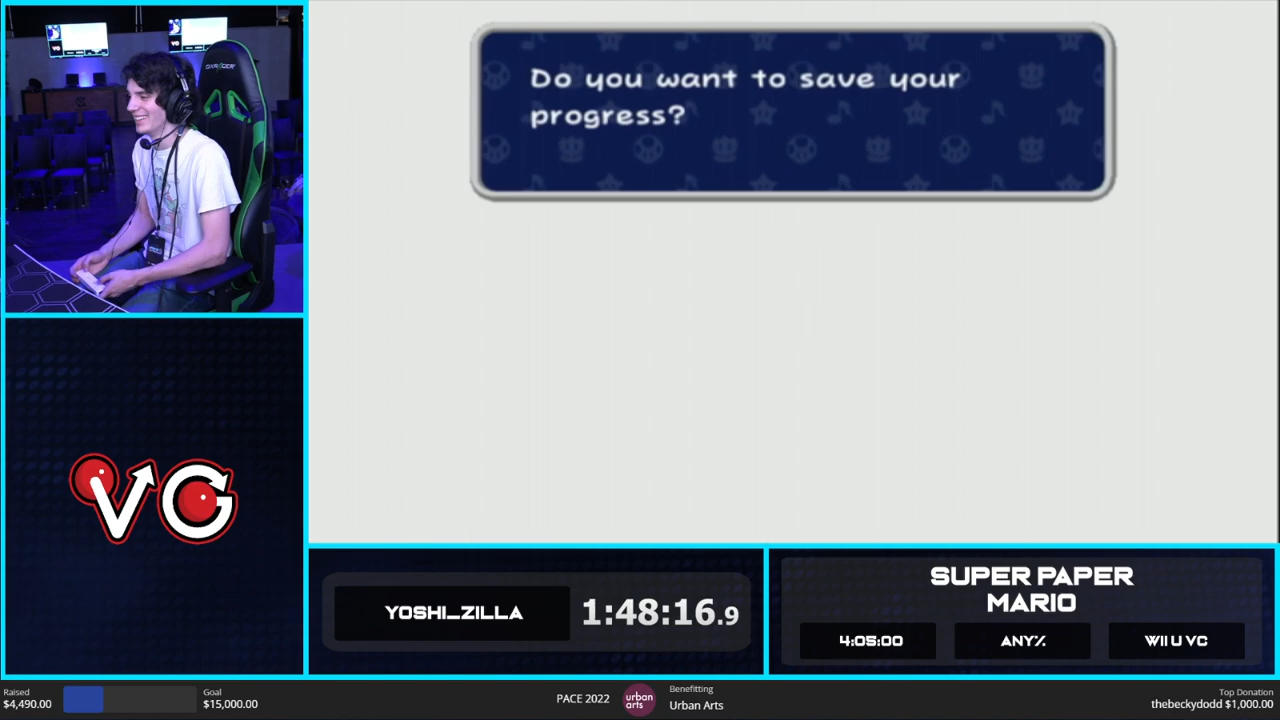 Do you want to save your
progress?
DXRACER
VG
YOSHI_ZILLA
1:48:16.9
SUPER PAPER
MARIO
4:05:00
ANY%
WII U VC
Raised
$4,490.00
Goal
$15,000.00
PACE 2022
urban
arts
Benefitting
Urban Arts
Top Donation
thebeckydodd $1,000.00